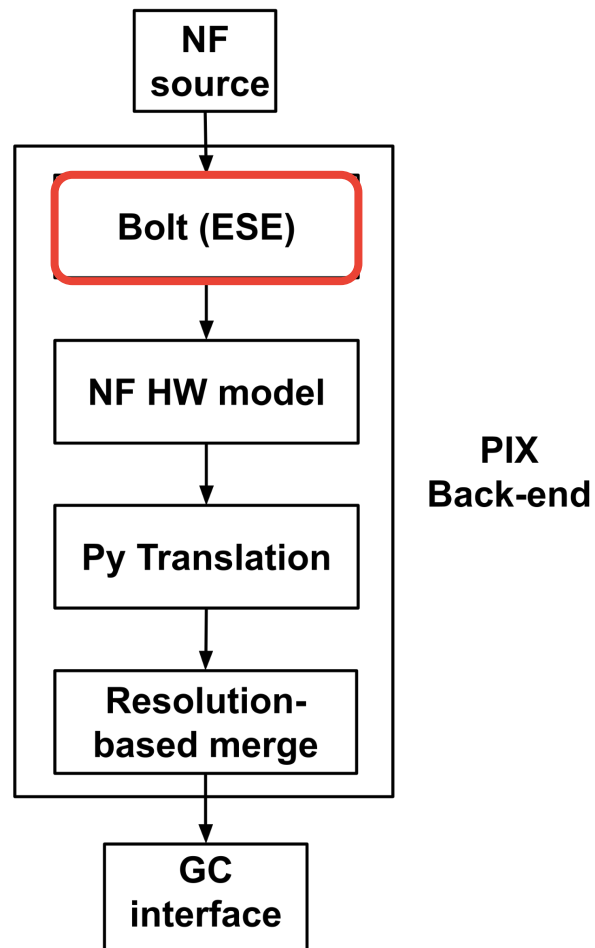 NF
source
Bolt (ESE)
NF HW model
PIX
Back-end
Py Translation
Resolution-
based merge
GC
interface